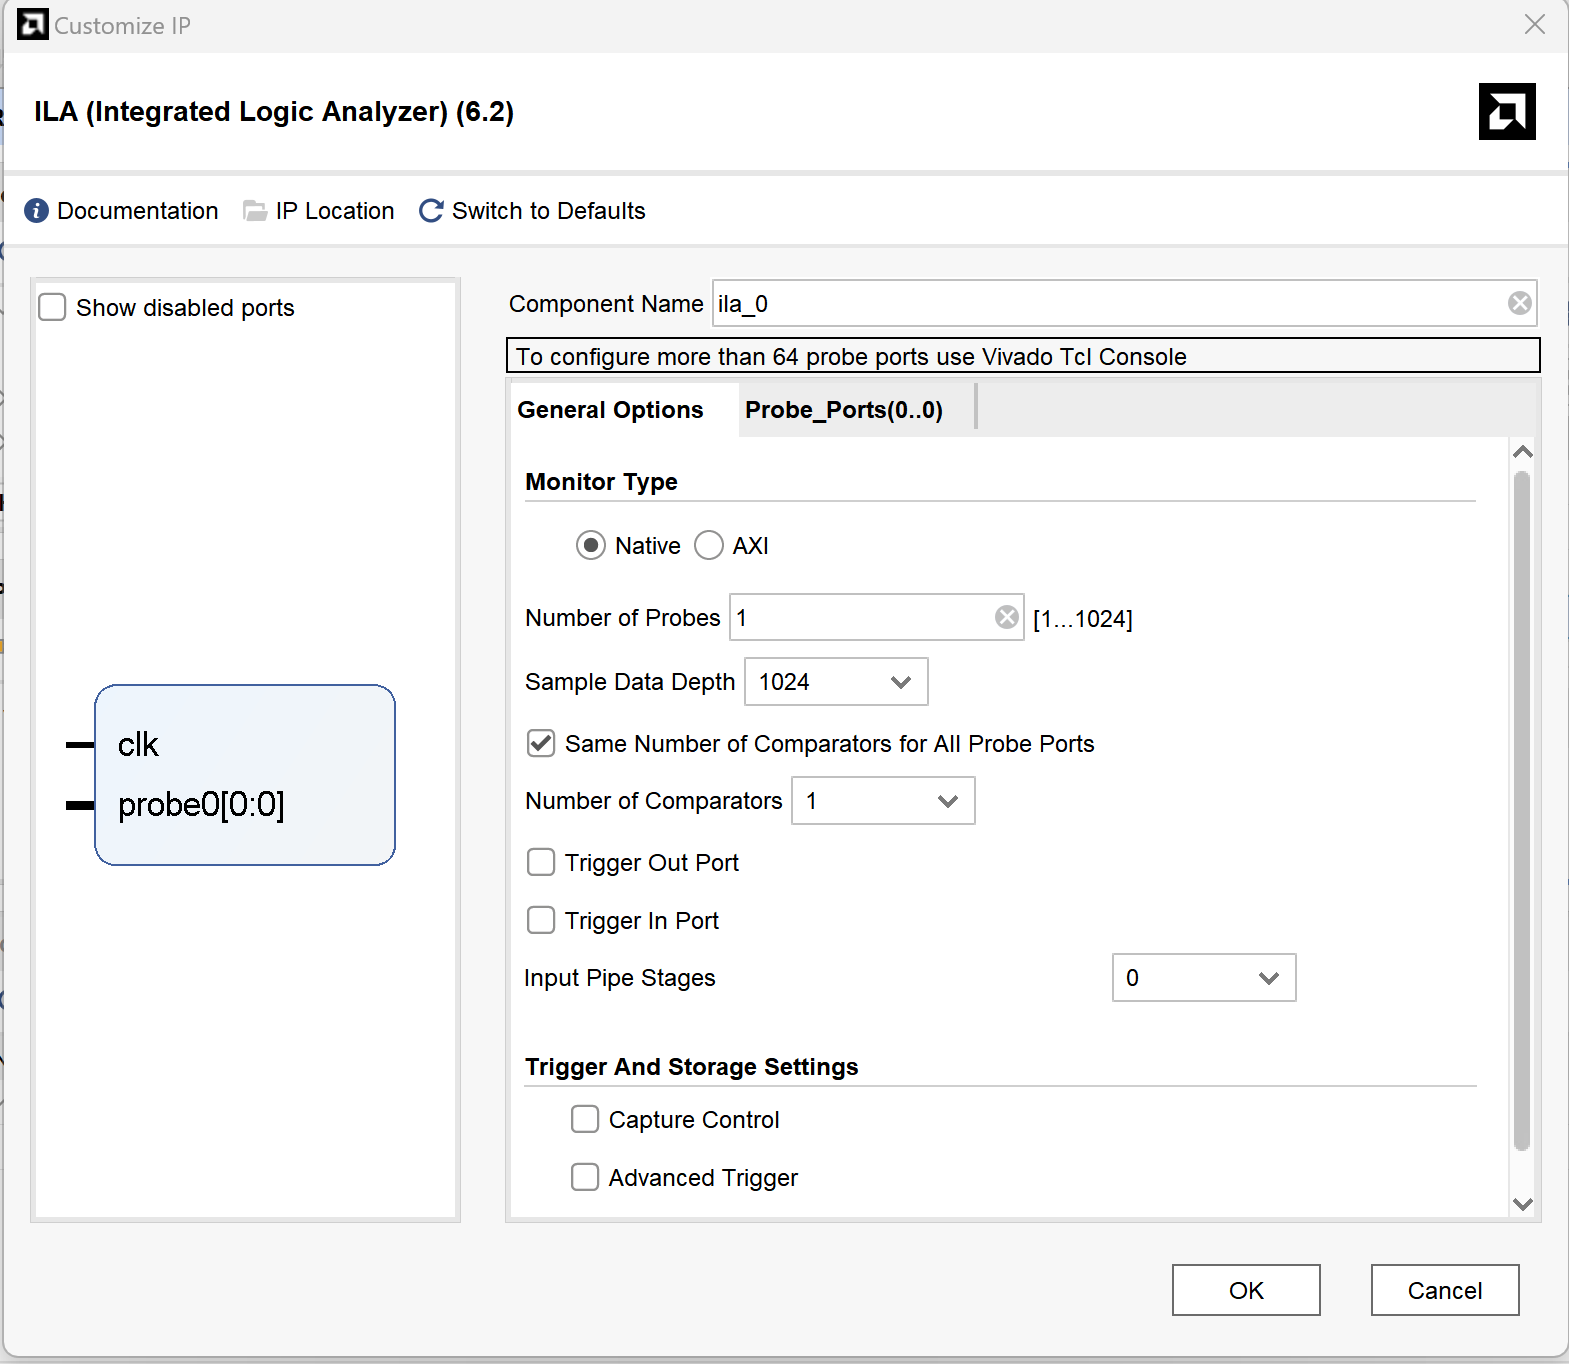 Customize IP
ILA (Integrated Logic Analyzer) (6.2)
Documentation IP Location Switch to Defaults
Show disabled ports
clk
probe0[0:0]
Component Name ila_0
To configure more than 64 probe ports use Vivado Tcl Console
General Options Probe_Ports(0..0)
Monitor Type
Native AXI
Number of Probes 1 [1...1024]
Sample Data Depth 1024
Same Number of Comparators for All Probe Ports
Number of Comparators 1
Trigger Out Port
Trigger In Port
Input Pipe Stages 0
Trigger And Storage Settings
Capture Control
Advanced Trigger
OK Cancel